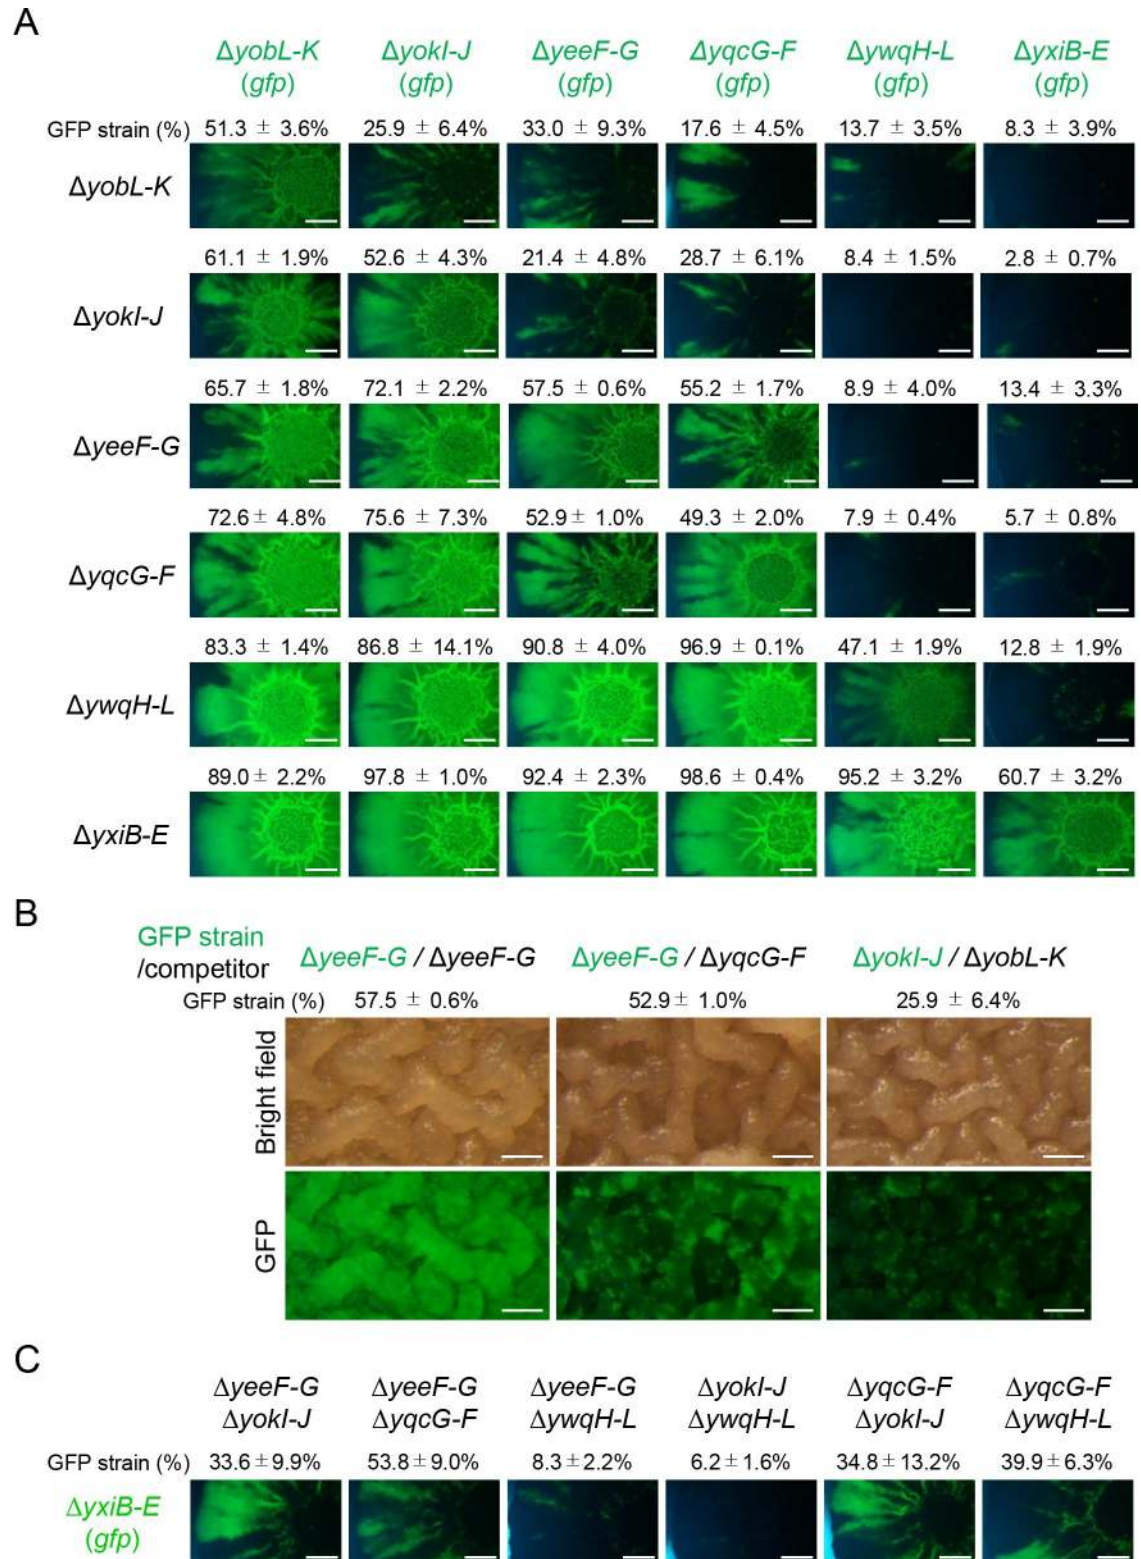 A
ΔyobL-K ΔyokI-J ΔyeeF-G ΔyqcG-F ΔywqH-L ΔyxiB-E
(gfp) (gfp) (gfp) (gfp) (gfp) (gfp)
GFP strain (%) 51.3 ± 3.6% 25.9 ± 6.4% 33.0 ± 9.3% 17.6 ± 4.5% 13.7 ± 3.5% 8.3 ± 3.9%
ΔyobL-K
61.1 ± 1.9% 52.6 ± 4.3% 21.4 ± 4.8% 28.7 ± 6.1% 8.4 ± 1.5% 2.8 ± 0.7%
ΔyokI-J
65.7 ± 1.8% 72.1 ± 2.2% 57.5 ± 0.6% 55.2 ± 1.7% 8.9 ± 4.0% 13.4 ± 3.3%
ΔyeeF-G
72.6 ± 4.8% 75.6 ± 7.3% 52.9 ± 1.0% 49.3 ± 2.0% 7.9 ± 0.4% 5.7 ± 0.8%
ΔyqcG-F
83.3 ± 1.4% 86.8 ± 14.1% 90.8 ± 4.0% 96.9 ± 0.1% 47.1 ± 1.9% 12.8 ± 1.9%
ΔywqH-L
89.0 ± 2.2% 97.8 ± 1.0% 92.4 ± 2.3% 98.6 ± 0.4% 95.2 ± 3.2% 60.7 ± 3.2%
ΔyxiB-E
B
GFP strain
/competitor ΔyeeF-G / ΔyeeF-G ΔyeeF-G / ΔyqcG-F ΔyokI-J / ΔyobL-K
GFP strain (%) 57.5 ± 0.6% 52.9 ± 1.0% 25.9 ± 6.4%
Bright field
GFP
C
ΔyeeF-G ΔyeeF-G ΔyeeF-G ΔyokI-J ΔyqcG-F ΔyqcG-F
ΔyokI-J ΔyqcG-F ΔywqH-L ΔywqH-L ΔyokI-J ΔywqH-L
GFP strain (%) 33.6 ± 9.9% 53.8 ± 9.0% 8.3 ± 2.2% 6.2 ± 1.6% 34.8 ± 13.2% 39.9 ± 6.3%
ΔyxiB-E
(gfp)